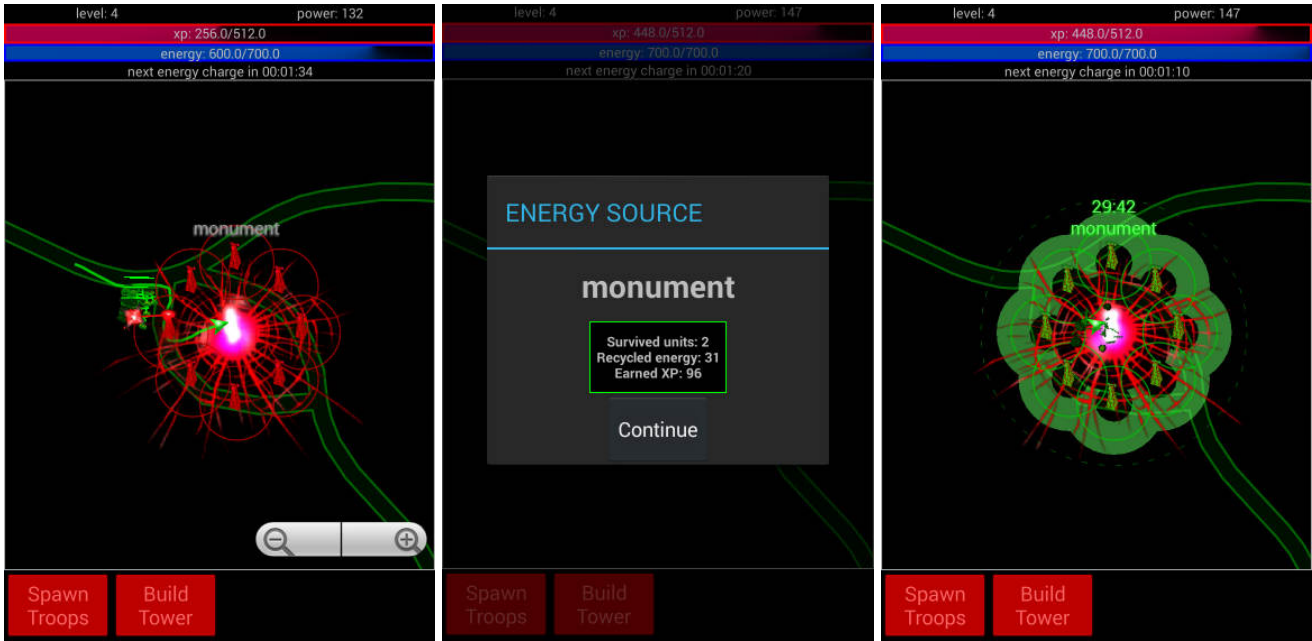 level: 4 power: 132
xp: 256.0/512.0
energy: 600.0/700.0
next energy charge in 00:01:34
monument
Spawn Troops
Build Tower
level: 4 power: 147
xp: 448.0/512.0
energy: 700.0/700.0
next energy charge in 00:01:20
ENERGY SOURCE
monument
Survived units: 2
Recycled energy: 31
Earned XP: 96
Continue
Spawn Troops
Build Tower
level: 4 power: 147
xp: 448.0/512.0
energy: 700.0/700.0
next energy charge in 00:01:10
29:42
monument
Spawn Troops
Build Tower